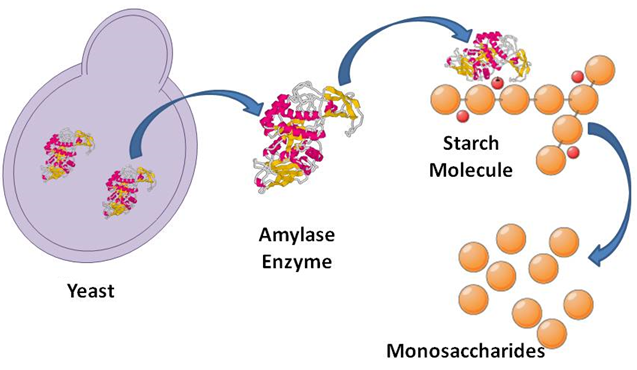 Starch
Molecule
Amylase
Enzyme
Yeast
Monosaccharides